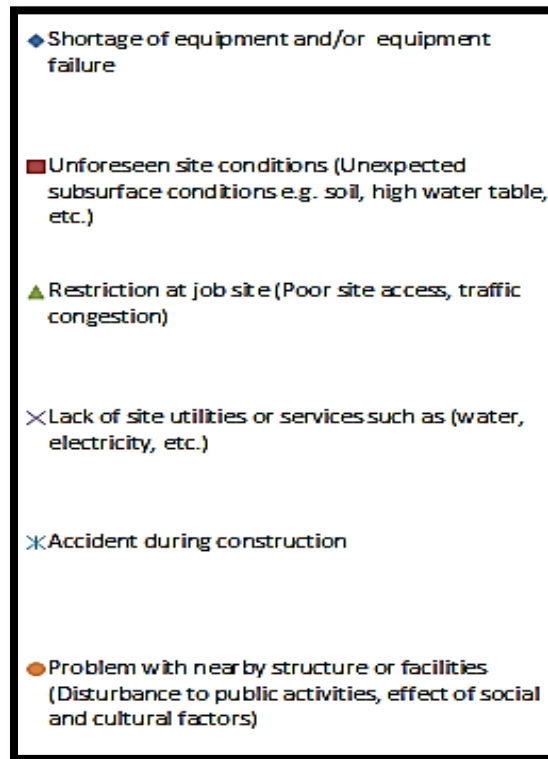 Shortage of equipment and/or equipment
failure
Unforeseen site conditions (Unexpected
subsurface conditions e.g. soil, high water table,
etc.)
Restriction at job site (Poor site access, traffic
congestion)
Lack of site utilities or services such as (water,
electricity, etc.)
Accident during construction
Problem with nearby structure or facilities
(Disturbance to public activities, effect of social
and cultural factors)